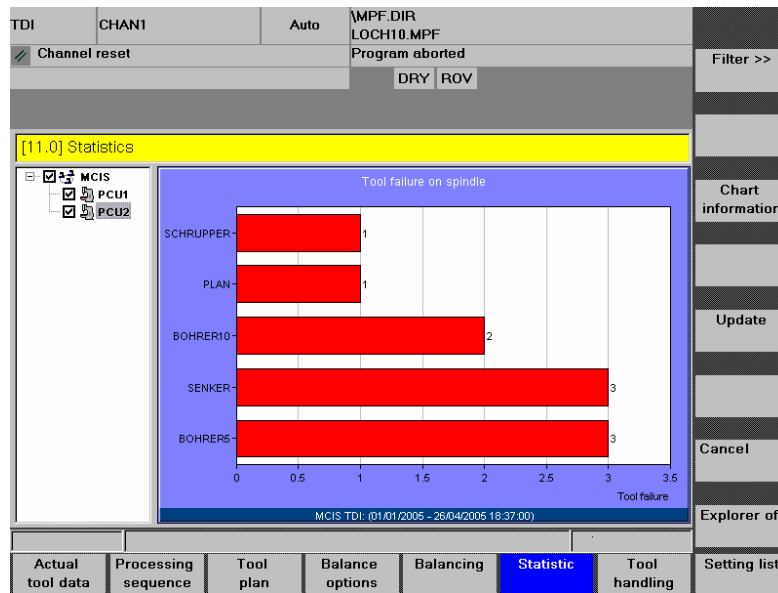 TDI
CHAN1
Auto
\MPF.DIR
LOCH10.MPF
Channel reset
Program aborted
DRY
ROV
Filter >>
[11.0] Statistics
MCIS
PCU1
PCU2
Tool failure on spindle
SCHRUPPER
1
PLAN
1
BOHRER10
2
SENKER
3
BOHRER5
3
0
0.5
1
1.5
2
2.5
3
3.5
Tool failure
MCIS TDI: (01/01/2005 - 26/04/2005 18:37:00)
Chart
information
Update
Cancel
Explorer of
Actual
tool data
Processing
sequence
Tool
plan
Balance
options
Balancing
Statistic
Tool
handling
Setting list